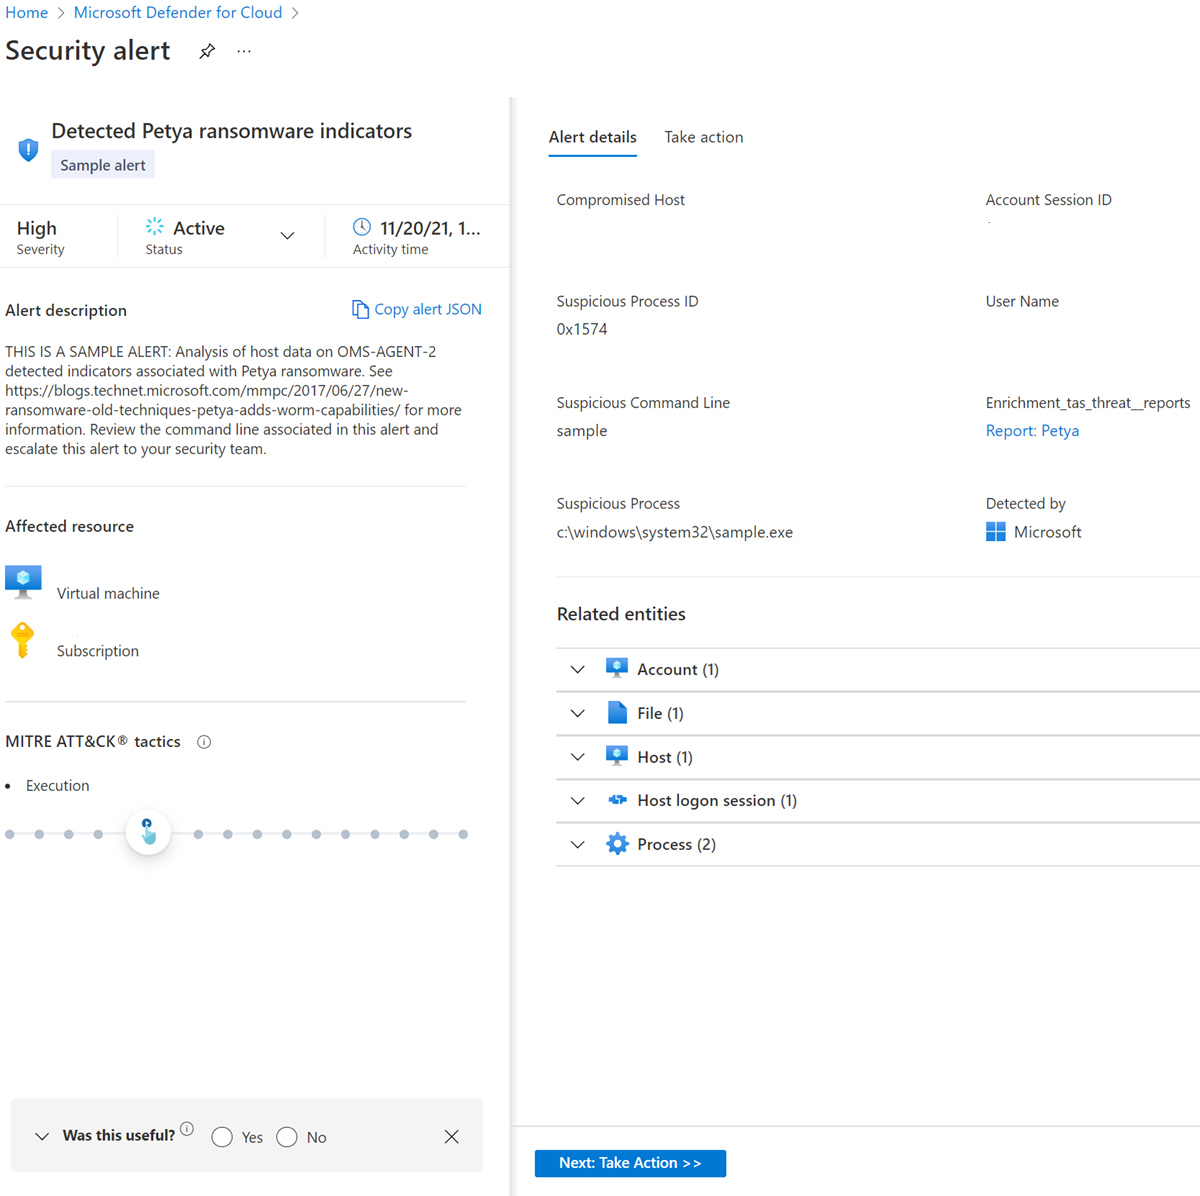 Home > Microsoft Defender for Cloud >
Security alert
Detected Petya ransomware indicators
Sample alert
High
Severity
Active
Status
11/20/21, 1...
Activity time
Alert description
Copy alert JSON
THIS IS A SAMPLE ALERT: Analysis of host data on OMS-AGENT-2
detected indicators associated with Petya ransomware. See
https://blogs.technet.microsoft.com/mmpc/2017/06/27/new-
ransomware-old-techniques-petya-adds-worm-capabilities/ for more
information. Review the command line associated in this alert and
escalate this alert to your security team.
Affected resource
Virtual machine
Subscription
MITRE ATT&CK® tactics
• Execution
Was this useful?
Yes
No
Alert details
Take action
Compromised Host
Account Session ID
Suspicious Process ID
0x1574
User Name
Suspicious Command Line
sample
Enrichment_tas_threat__reports
Report: Petya
Suspicious Process
c:\windows\system32\sample.exe
Detected by
Microsoft
Related entities
Account (1)
File (1)
Host (1)
Host logon session (1)
Process (2)
Next: Take Action >>